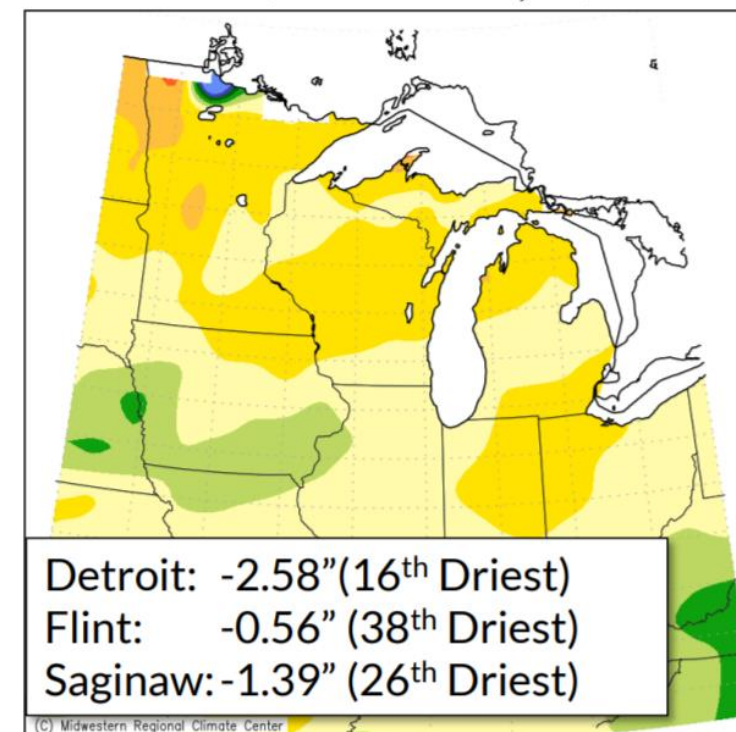 Detroit: -2.58”(16th Driest)
Flint: -0.56” (38th Driest)
Saginaw: -1.39” (26th Driest)
(C) Midwestern Regional Climate Center